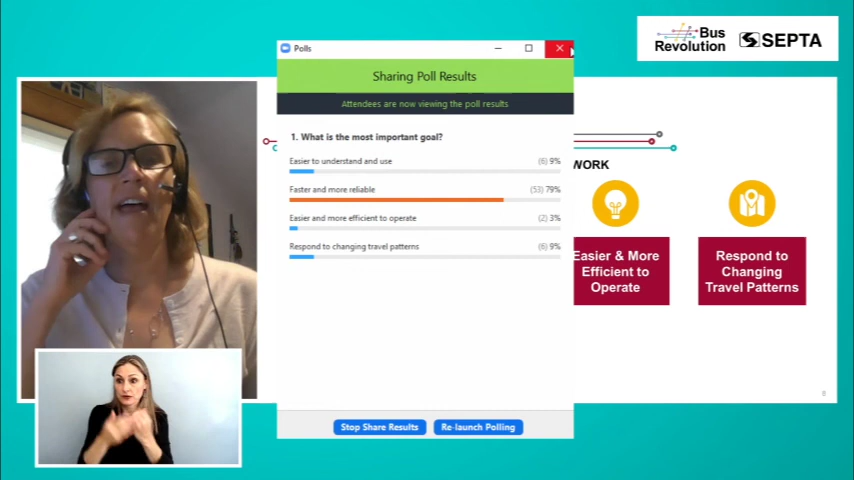 Bus
Revolution
SEPTA
Polls
Sharing Poll Results
Attendees are now viewing the poll results
1. What is the most important goal?
Easier to understand and use (6) 9%
Faster and more reliable (53) 79%
Easier and more efficient to operate (2) 3%
Respond to changing travel patterns (6) 9%
WORK
Easier & More
Efficient to
Operate
Respond to
Changing
Travel Patterns
8
Stop Share Results
Re-launch Polling